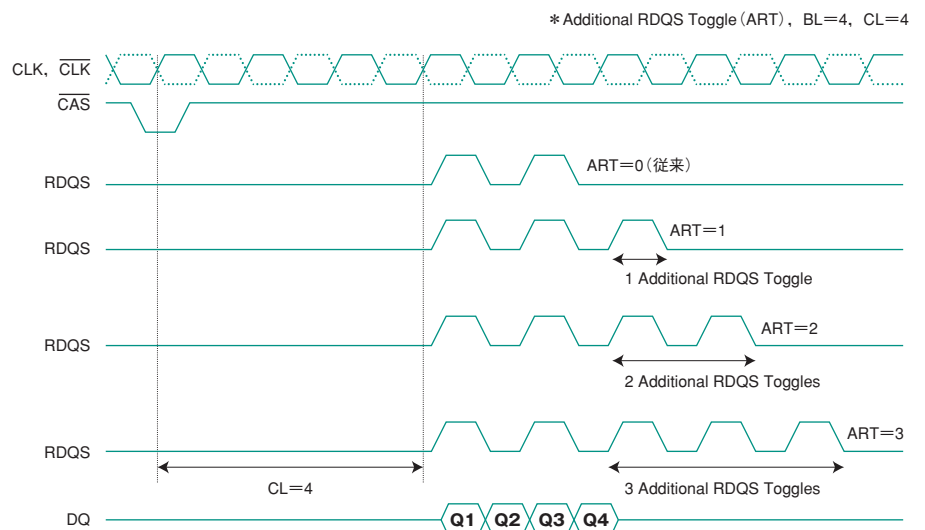 ＊Additional RDQS Toggle（ART），BL＝4，CL＝4
CLK，CLK
CAS
RDQS
ART＝0（従来）
RDQS
ART＝1
1 Additional RDQS Toggle
RDQS
ART＝2
2 Additional RDQS Toggles
RDQS
ART＝3
CL＝4
3 Additional RDQS Toggles
DQ
Q1 Q2 Q3 Q4